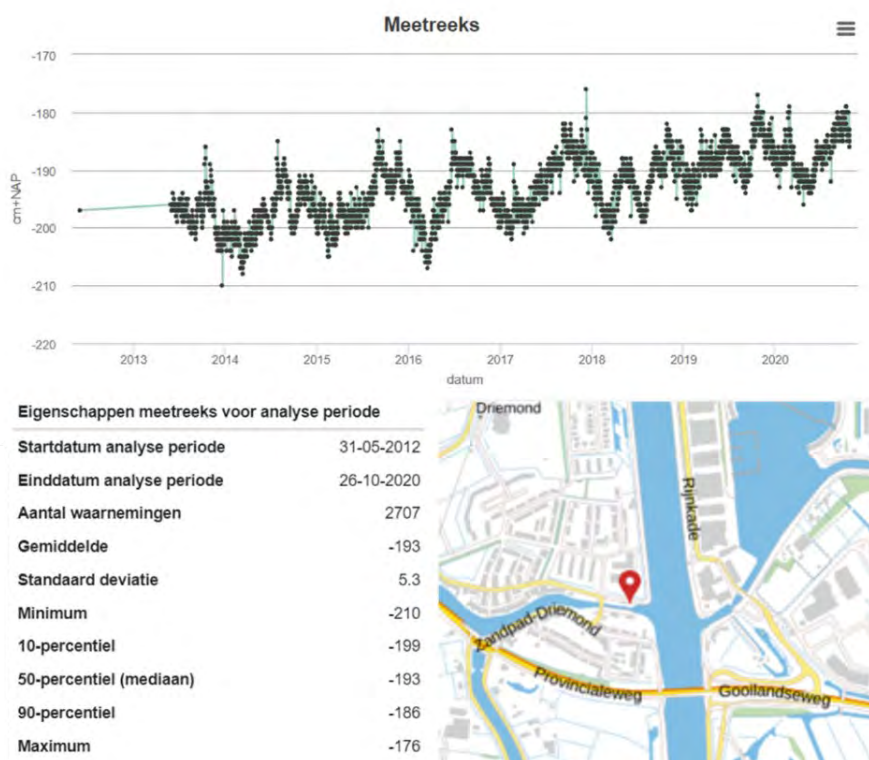 Meetreeks
-170
-180
-190
-200
-210
-220
cm+NAP
2013 2014 2015 2016 2017 2018 2019 2020
datum
Eigenschappen meetreeks voor analyse periode
Startdatum analyse periode 31-05-2012
Einddatum analyse periode 26-10-2020
Aantal waarnemingen 2707
Gemiddelde -193
Standaard deviatie 5.3
Minimum -210
10-percentiel -199
50-percentiel (mediaan) -193
90-percentiel -186
Maximum -176
Driemond
Rijnkade
Zandpad-Driemond
Provincialeweg
Gooilandseweg